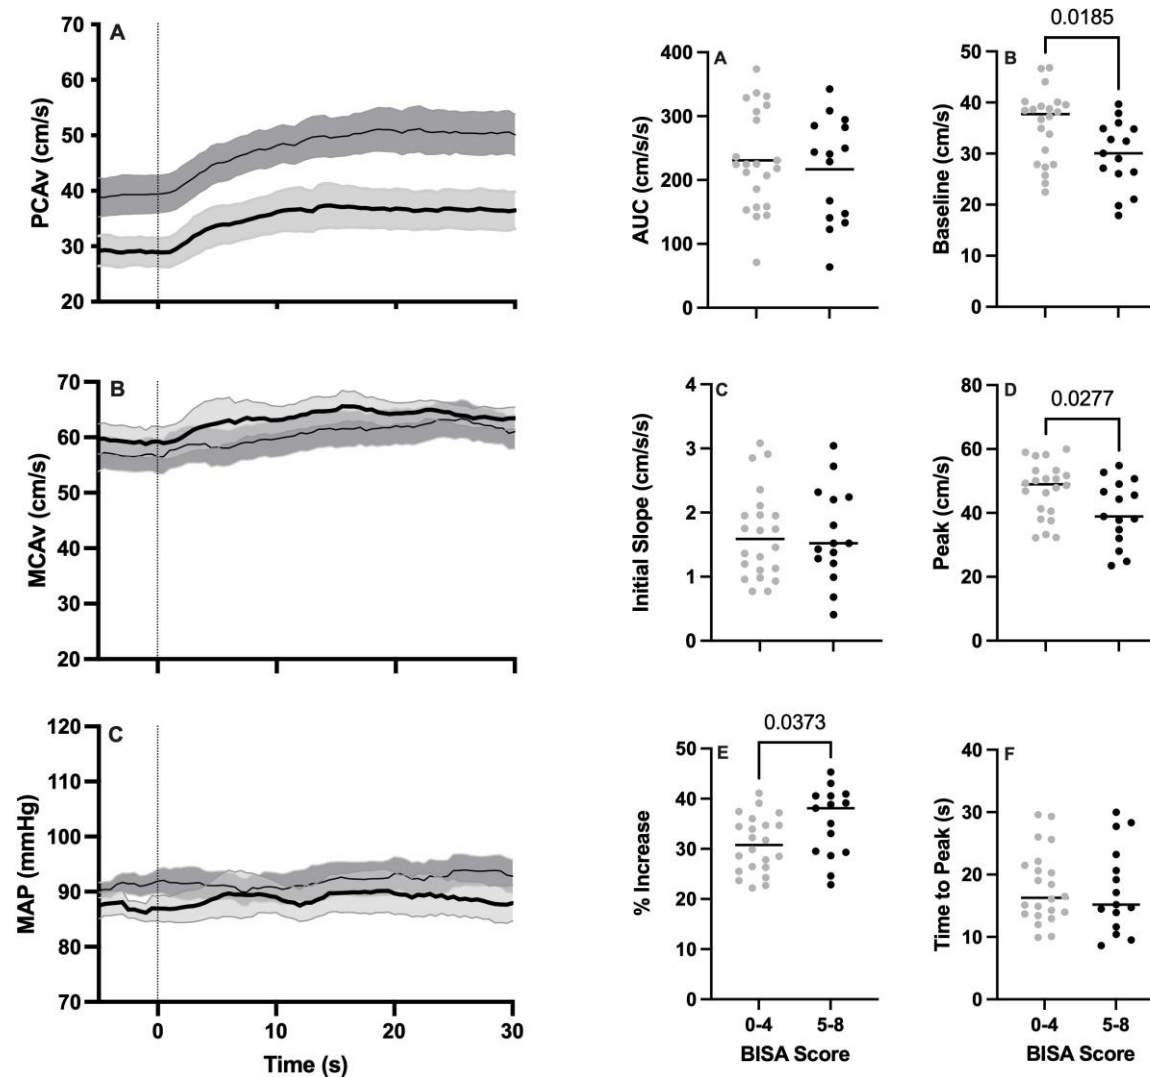 A
PCAv (cm/s)
70
60
50
40
30
20
B
MCAv (cm/s)
70
60
50
40
30
20
C
MAP (mmHg)
120
110
100
90
80
70
0
10
20
30
Time (s)
A
AUC (cm/s/s)
400
300
200
100
0
0.0185
B
Baseline (cm/s)
50
40
30
20
10
0
C
Initial Slope (cm/s/s)
4
3
2
1
0
0.0277
D
Peak (cm/s)
80
60
40
20
0
0.0373
E
% Increase
50
40
30
20
10
0
0-4
5-8
BISA Score
F
Time to Peak (s)
40
30
20
10
0
0-4
5-8
BISA Score